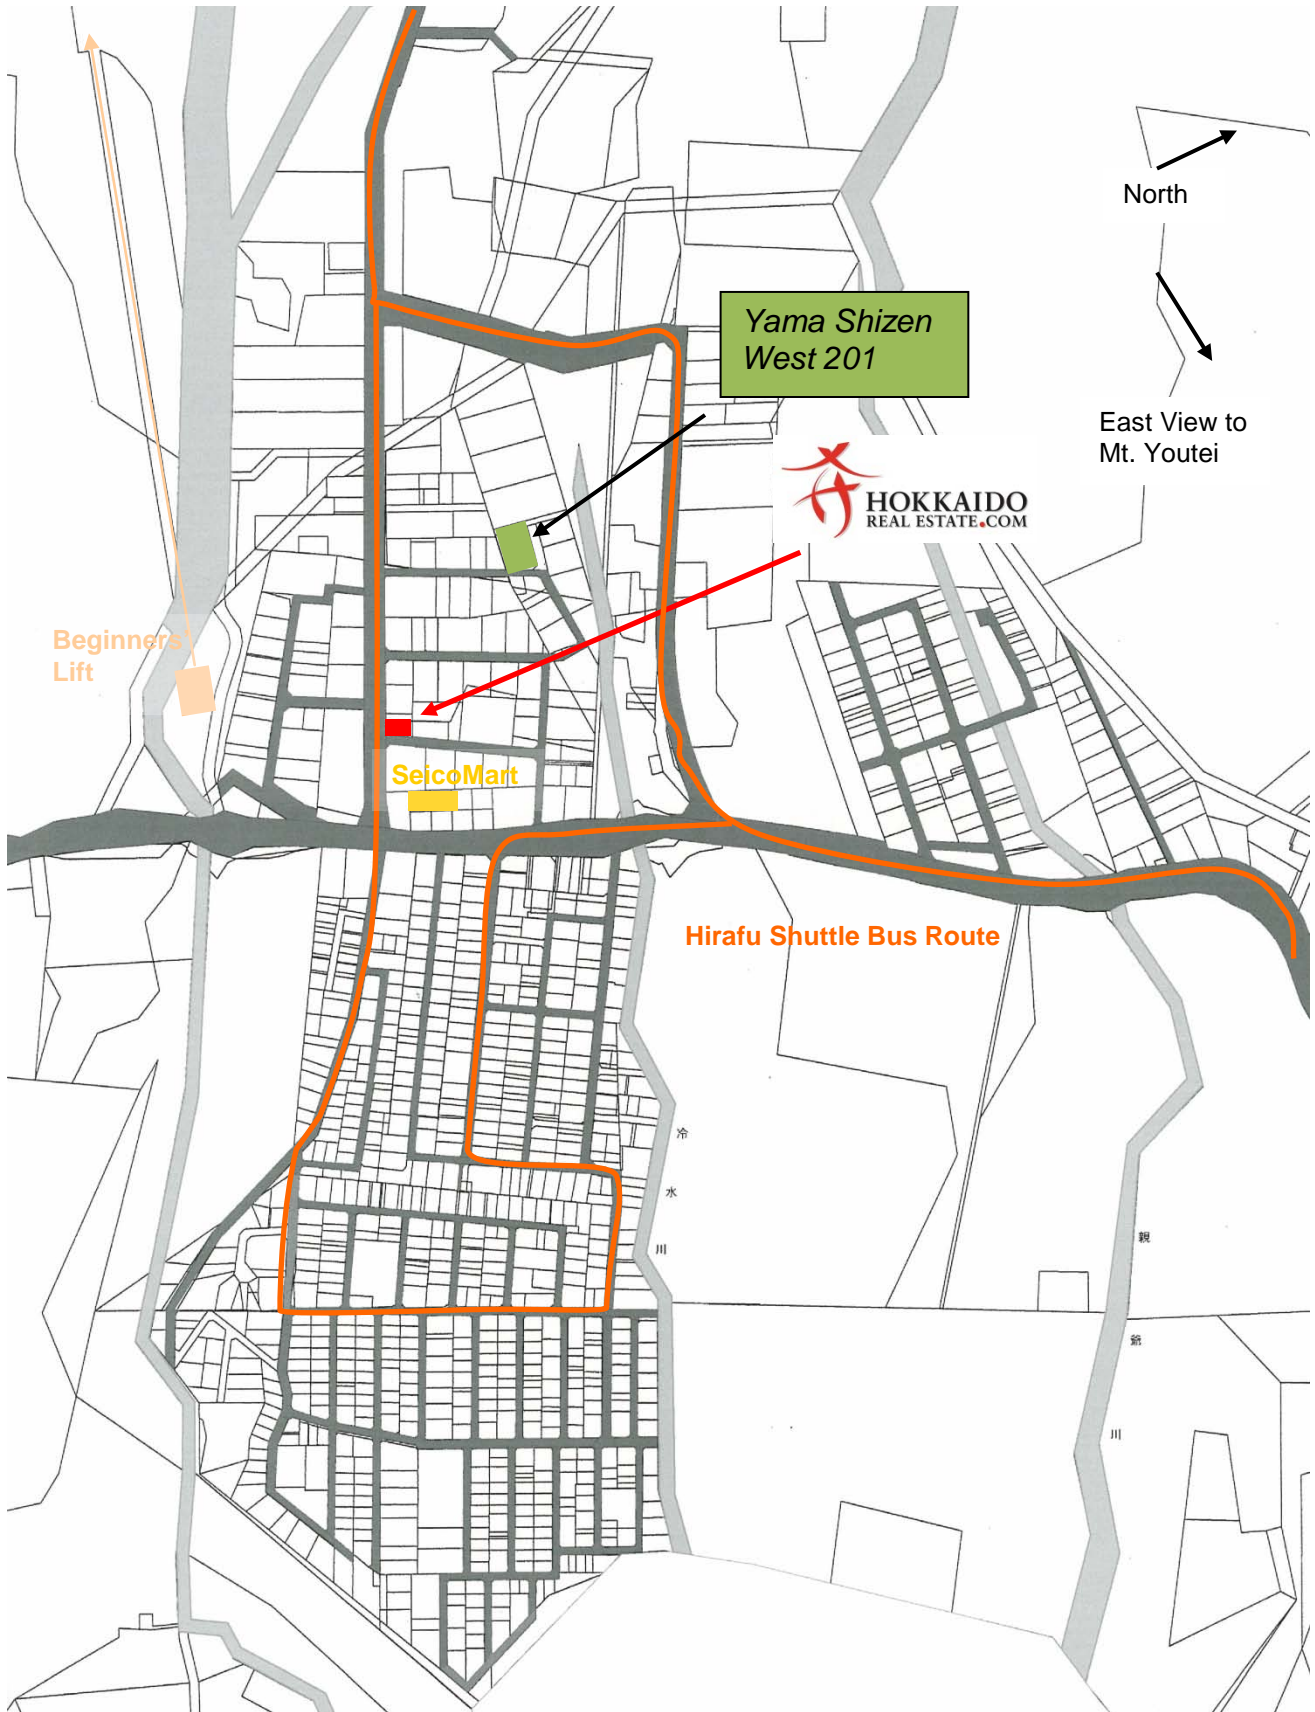 North
Yama Shizen
West 201
East View to
Mt. Youtei
HOKKAIDO
REAL ESTATE.COM
Beginners'
Lift
SeicoMart
Hirafu Shuttle Bus Route
冷
水
川
親
爺
川